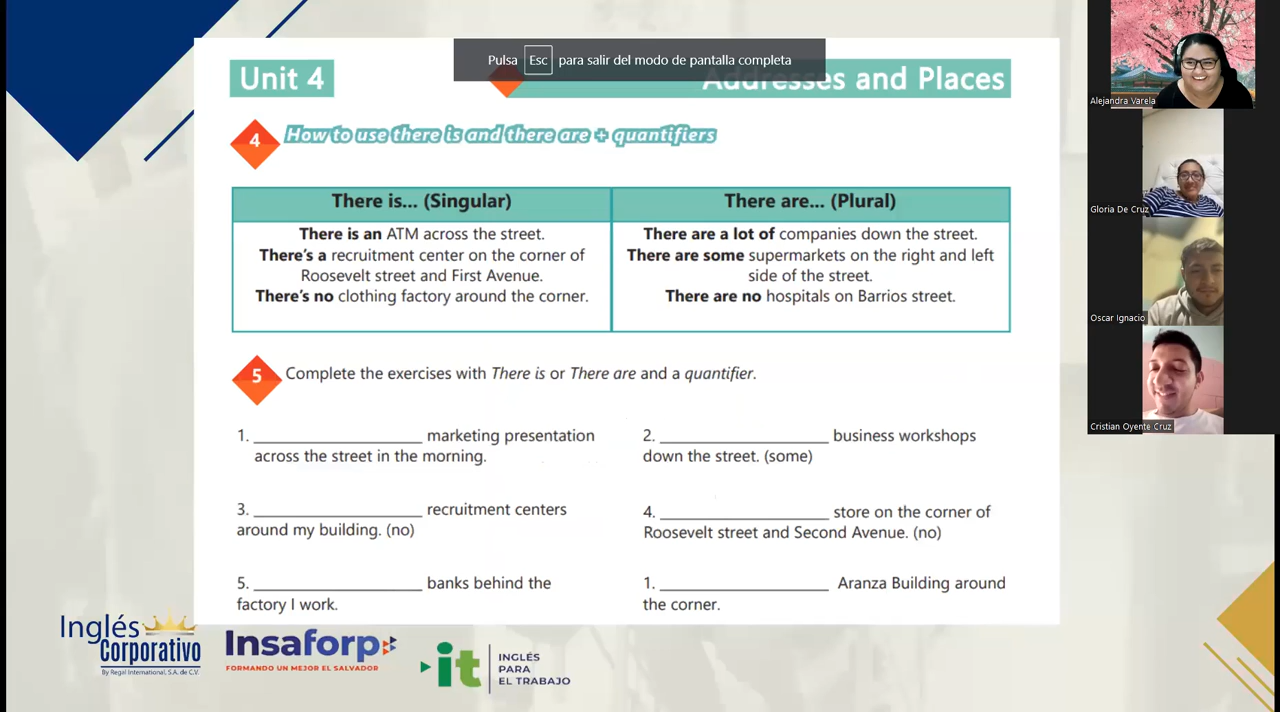 Pulsa Esc para salir del modo de pantalla completa
Unit 4
Addresses and Places
4 How to use there is and there are + quantifiers
There is... (Singular)
There are... (Plural)
There is an ATM across the street.
There's a recruitment center on the corner of
Roosevelt street and First Avenue.
There's no clothing factory around the corner.
There are a lot of companies down the street.
There are some supermarkets on the right and left
side of the street.
There are no hospitals on Barrios street.
5 Complete the exercises with There is or There are and a quantifier.
1. ____________________ marketing presentation
across the street in the morning.
2. ____________________ business workshops
down the street. (some)
3. ____________________ recruitment centers
around my building. (no)
4. ____________________ store on the corner of
Roosevelt street and Second Avenue. (no)
5. ____________________ banks behind the
factory I work.
1. ____________________ Aranza Building around
the corner.
Inglés
Corporativo
By Regal International, S.A. de C.V.
Insaforp
FORMANDO UN MEJOR EL SALVADOR
it
INGLÉS
PARA
EL TRABAJO
Alejandra Varela
Gloria De Cruz
Oscar Ignacio
Cristian Oyente Cruz